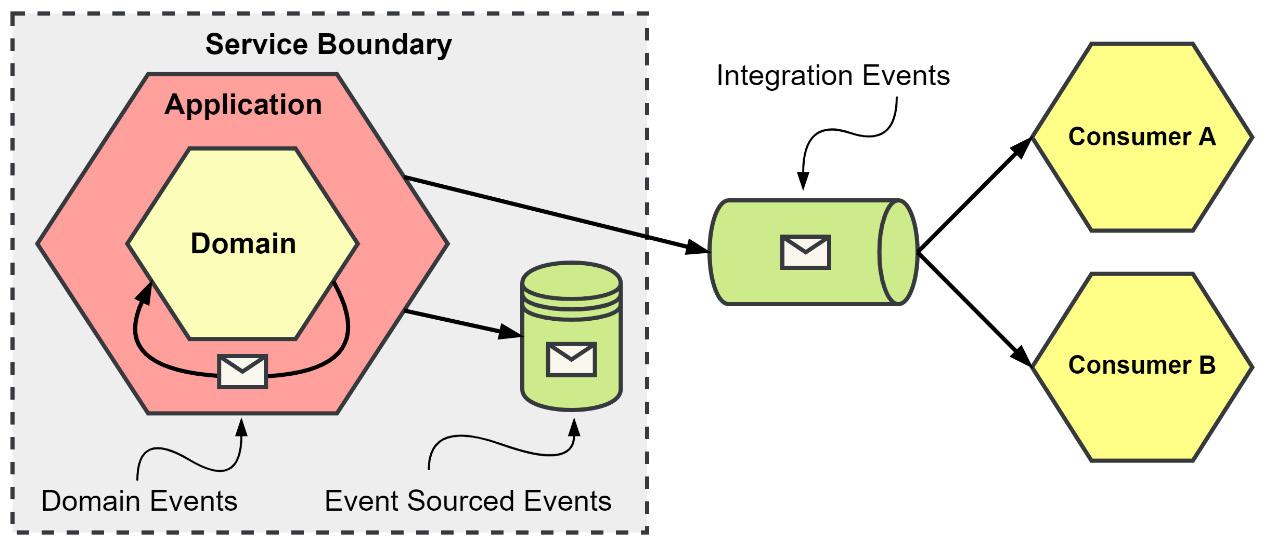 Service Boundary
Application
Domain
Domain Events
Event Sourced Events
Integration Events
Consumer A
Consumer B